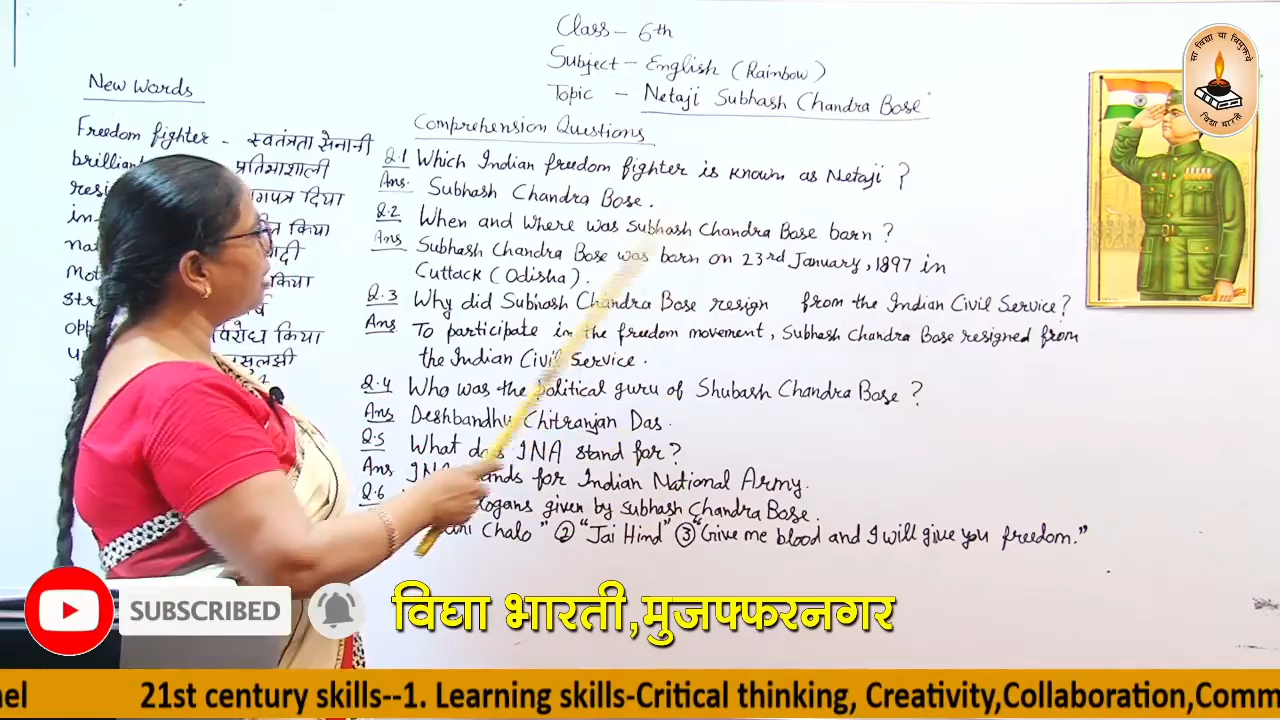 Class - 6th
Subject - English (Rainbow)
Topic - Netaji Subhash Chandra Bose
सा विद्या या विमुक्तये
विद्या भारती
New Words
Freedom fighter - स्वतंत्रता सेनानी
प्रतिभाशाली
किया
विरोध किया
Comprehension Questions
Q.1 Which Indian freedom fighter is known as Netaji ?
Ans. Subhash Chandra Bose.
Q.2 When and where was Subhash Chandra Bose barn ?
Ans Subhash Chandra Bose was barn on 23rd January, 1897 in
Cuttack (Odisha).
Q.3 Why did Subhash Chandra Bose resign from the Indian Civil Service?
Ans To participate in the freedom movement, Subhash Chandra Bose resigned from
the Indian Civil Service.
Q.4 Who was the political guru of Shubash Chandra Bose ?
Ans Deshbandhu Chitranjan Das.
Q.5 What does INA stand for?
Ans INA stands for Indian National Army.
Q.6 given by Subhash Chandra Bose.
Chalo" ② "Jai Hind" ③ "Give me blood and I will give you freedom."
SUBSCRIBED
विद्या भारती,मुजफ्फरनगर
21st century skills--1. Learning skills-Critical thinking, Creativity,Collaboration,Comm